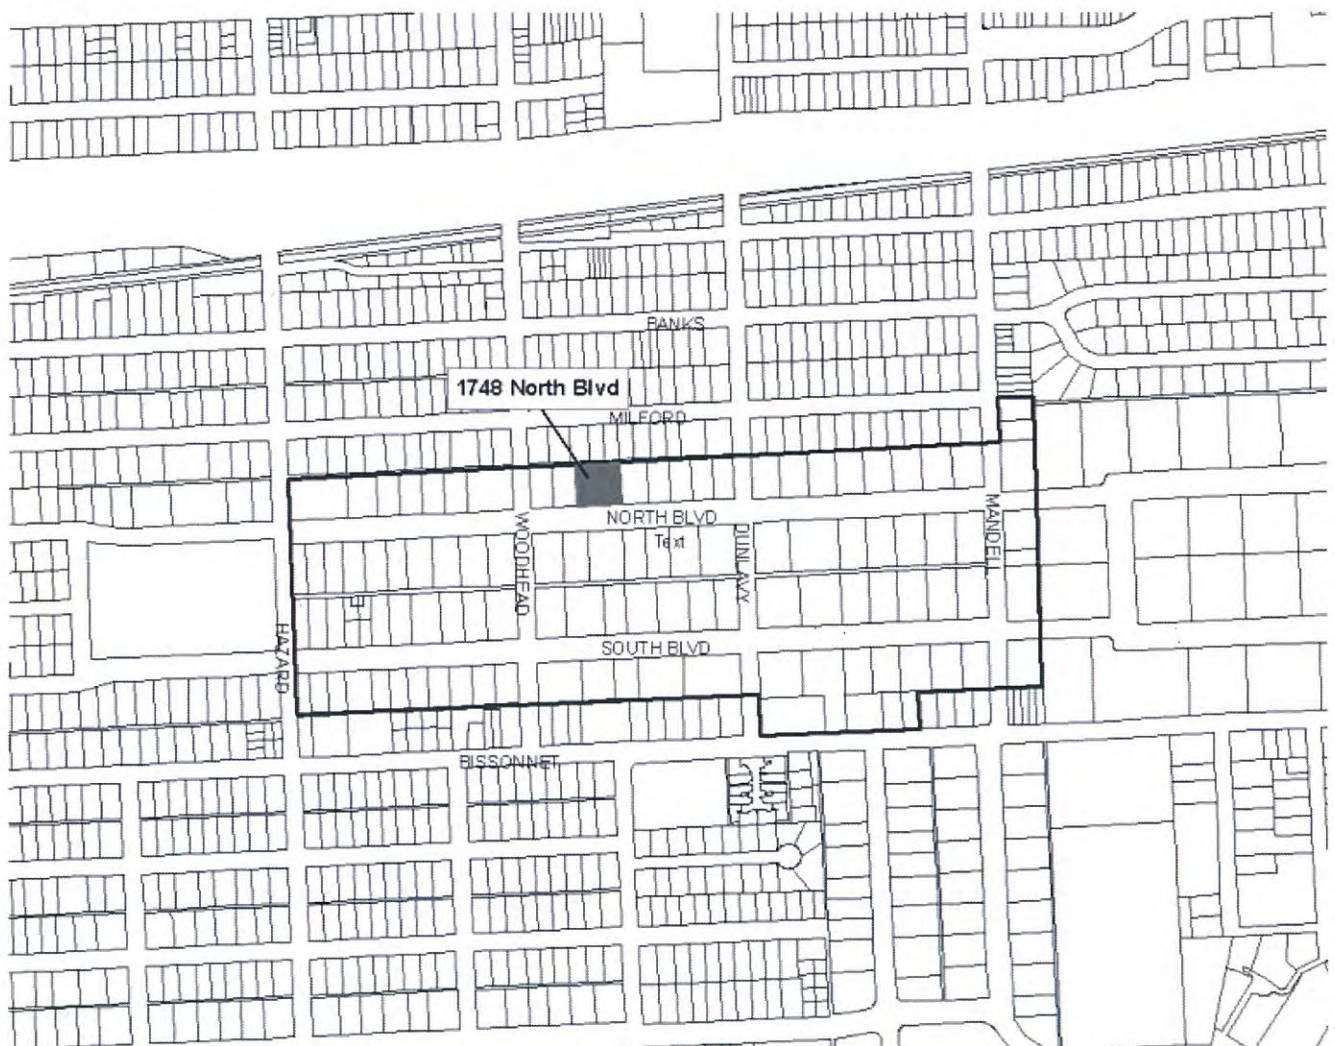 BANKS
1748 North Blvd
MILFORD
NORTH BLVD
Text
WOODHEAD
DUNLAVY
MANDELL
HAZARD
SOUTH BLVD
BISSONNET